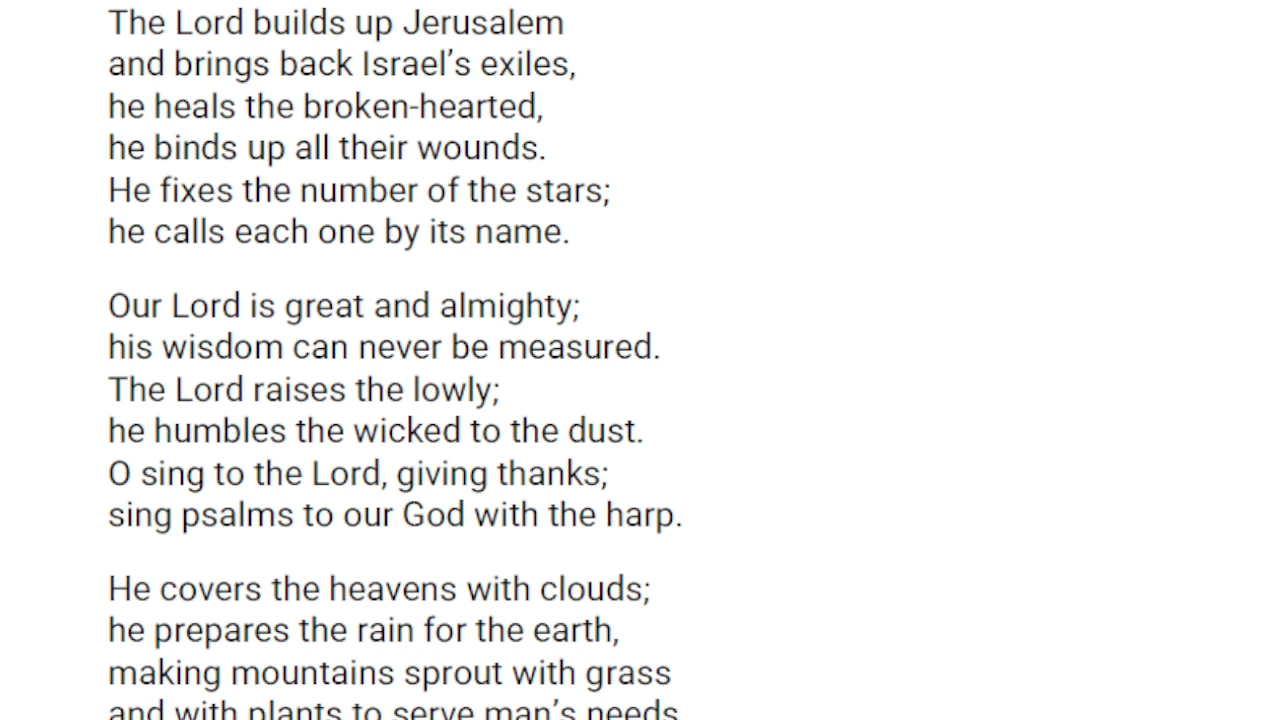 The Lord builds up Jerusalem
and brings back Israel’s exiles,
he heals the broken-hearted,
he binds up all their wounds.
He fixes the number of the stars;
he calls each one by its name.
Our Lord is great and almighty;
his wisdom can never be measured.
The Lord raises the lowly;
he humbles the wicked to the dust.
O sing to the Lord, giving thanks;
sing psalms to our God with the harp.
He covers the heavens with clouds;
he prepares the rain for the earth,
making mountains sprout with grass
and with plants to serve man’s needs